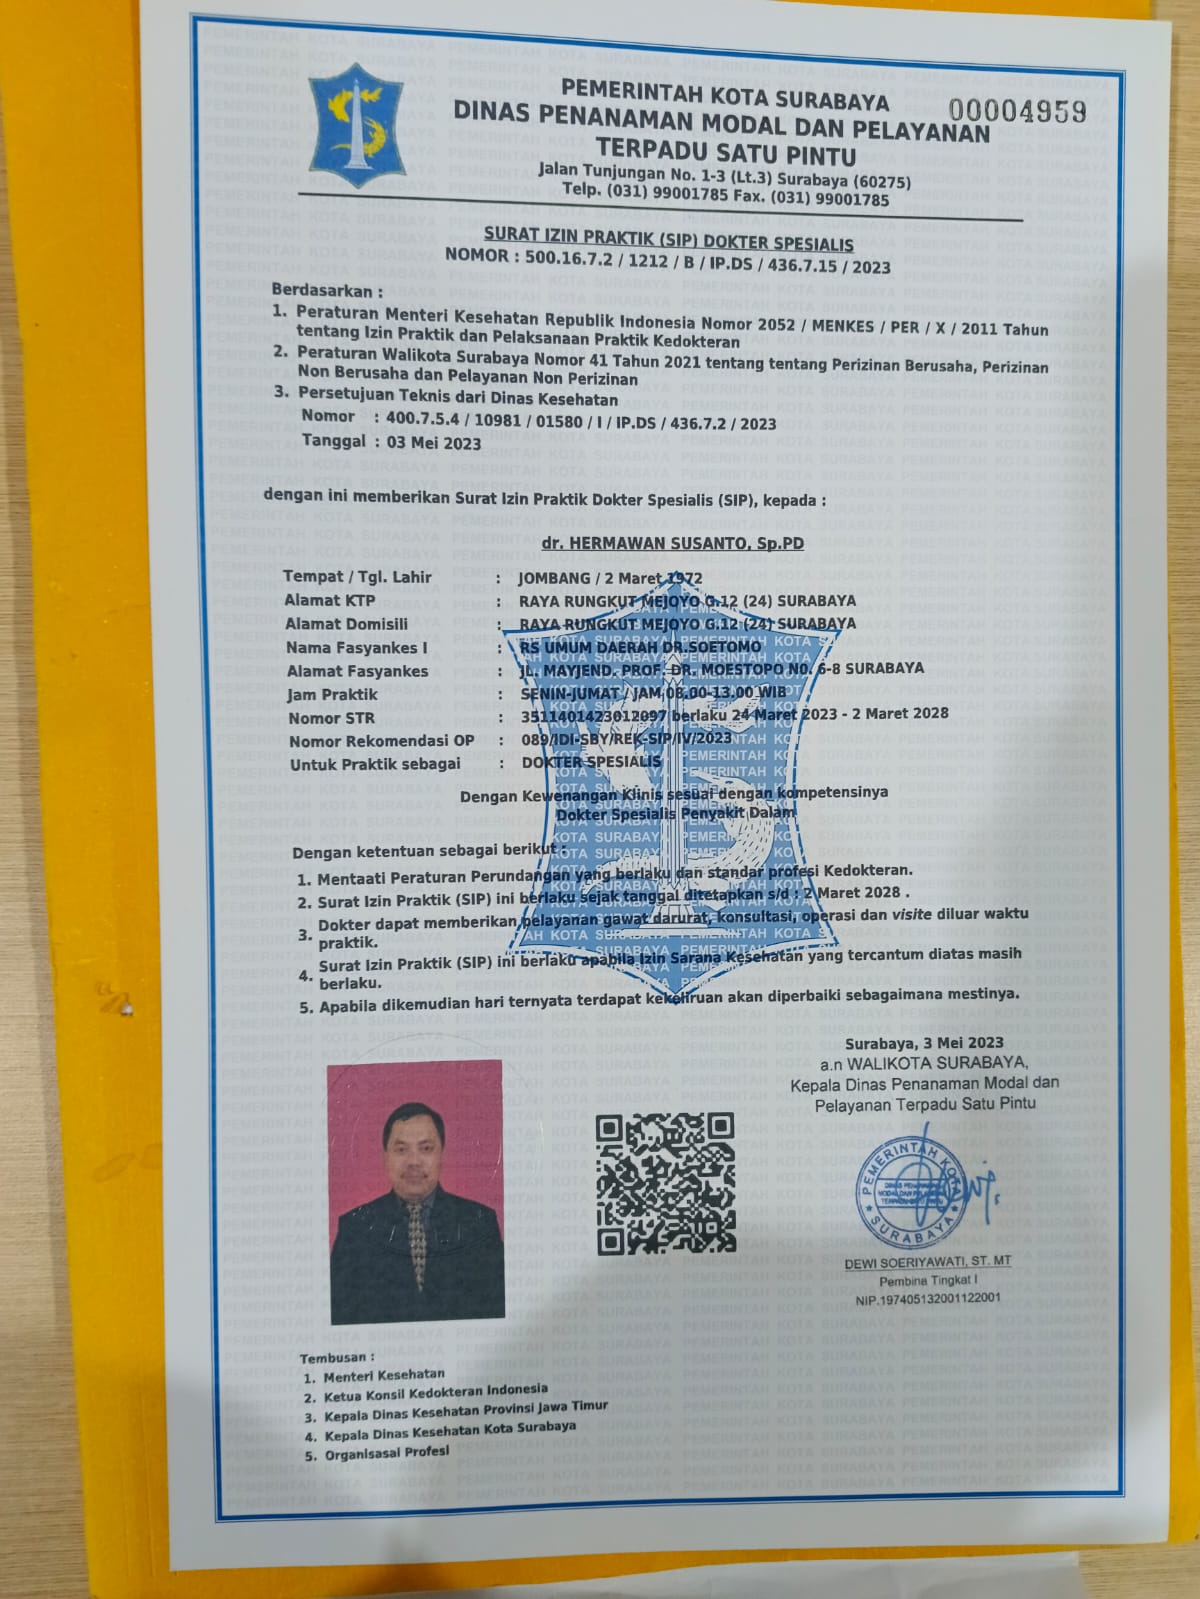 PEMERINTAH KOTA SURABAYA
00004959
DINAS PENANAMAN MODAL DAN PELAYANAN
TERPADU SATU PINTU
Jalan Tunjungan No. 1-3 (Lt.3) Surabaya (60275)
Telp. (031) 99001785 Fax. (031) 99001785
SURAT IZIN PRAKTIK (SIP) DOKTER SPESIALIS
NOMOR : 500.16.7.2 / 1212 / B / IP.DS / 436.7.15 / 2023
Berdasarkan :
1. Peraturan Menteri Kesehatan Republik Indonesia Nomor 2052 / MENKES / PER / X / 2011 Tahun
tentang Izin Praktik dan Pelaksanaan Praktik Kedokteran
2. Peraturan Walikota Surabaya Nomor 41 Tahun 2021 tentang tentang Perizinan Berusaha, Perizinan
Non Berusaha dan Pelayanan Non Perizinan
3. Persetujuan Teknis dari Dinas Kesehatan
Nomor : 400.7.5.4 / 10981 / 01580 / I / IP.DS / 436.7.2 / 2023
Tanggal : 03 Mei 2023
dengan ini memberikan Surat Izin Praktik Dokter Spesialis (SIP), kepada :
dr. HERMAWAN SUSANTO, Sp.PD
Tempat / Tgl. Lahir : JOMBANG / 2 Maret 1972
Alamat KTP : RAYA RUNGKUT MEJOYO G.12 (24) SURABAYA
Alamat Domisili : RAYA RUNGKUT MEJOYO G.12 (24) SURABAYA
Nama Fasyankes I : RS UMUM DAERAH DR.SOETOMO
Alamat Fasyankes : JL. MAYJEND. PROF. DR. MOESTOPO N0. 6-8 SURABAYA
Jam Praktik : SENIN-JUMAT / JAM 08.00-13.00 WIB
Nomor STR : 3511401423012097 berlaku 24 Maret 2023 - 2 Maret 2028
Nomor Rekomendasi OP : 089/IDI-SBY/REK-SIP/IV/2023
Untuk Praktik sebagai : DOKTER SPESIALIS
Dengan Kewenangan Klinis sesuai dengan kompetensinya
Dokter Spesialis Penyakit Dalam
Dengan ketentuan sebagai berikut :
1. Mentaati Peraturan Perundangan yang berlaku dan standar profesi Kedokteran.
2. Surat Izin Praktik (SIP) ini berlaku sejak tanggal ditetapkan s/d : 2 Maret 2028 .
3. Dokter dapat memberikan pelayanan gawat darurat, konsultasi, operasi dan visite diluar waktu
praktik.
4. Surat Izin Praktik (SIP) ini berlaku apabila Izin Sarana Kesehatan yang tercantum diatas masih
berlaku.
5. Apabila dikemudian hari ternyata terdapat kekeliruan akan diperbaiki sebagaimana mestinya.
Surabaya, 3 Mei 2023
a.n WALIKOTA SURABAYA,
Kepala Dinas Penanaman Modal dan
Pelayanan Terpadu Satu Pintu
PEMERINTAH KOTA
SURABAYA
DINAS PENANAMAN
MODAL DAN PELAYANAN
TERPADU SATU PINTU
DEWI SOERIYAWATI, ST. MT
Pembina Tingkat I
NIP.197405132001122001
Tembusan :
1. Menteri Kesehatan
2. Ketua Konsil Kedokteran Indonesia
3. Kepala Dinas Kesehatan Provinsi Jawa Timur
4. Kepala Dinas Kesehatan Kota Surabaya
5. Organisasai Profesi